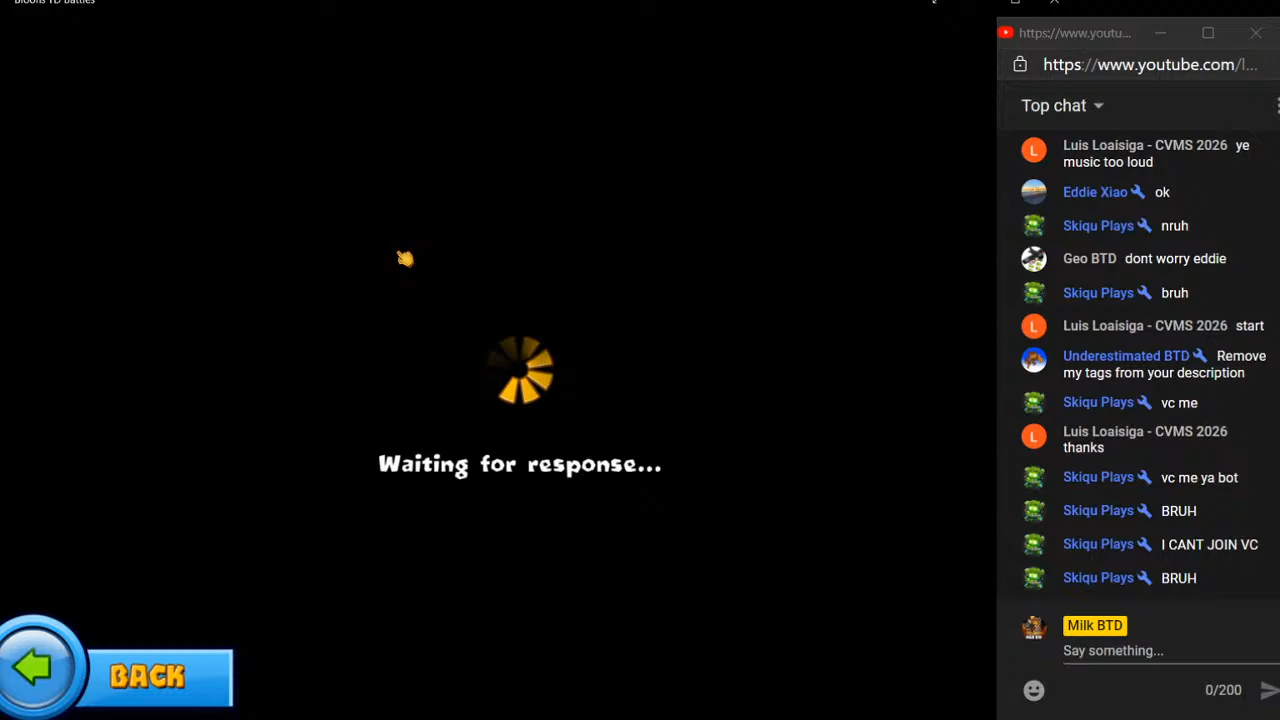 Bloons TD Battles
https://www.youtu...
https://www.youtube.com/l...
Top chat
L Luis Loaisiga - CVMS 2026 ye
music too loud
Eddie Xiao ok
Skiqu Plays nruh
Geo BTD dont worry eddie
Skiqu Plays bruh
L Luis Loaisiga - CVMS 2026 start
Underestimated BTD Remove
my tags from your description
Skiqu Plays vc me
L Luis Loaisiga - CVMS 2026
thanks
Skiqu Plays vc me ya bot
Skiqu Plays BRUH
Skiqu Plays I CANT JOIN VC
Skiqu Plays BRUH
Milk BTD
Say something...
0/200
Waiting for response...
BACK